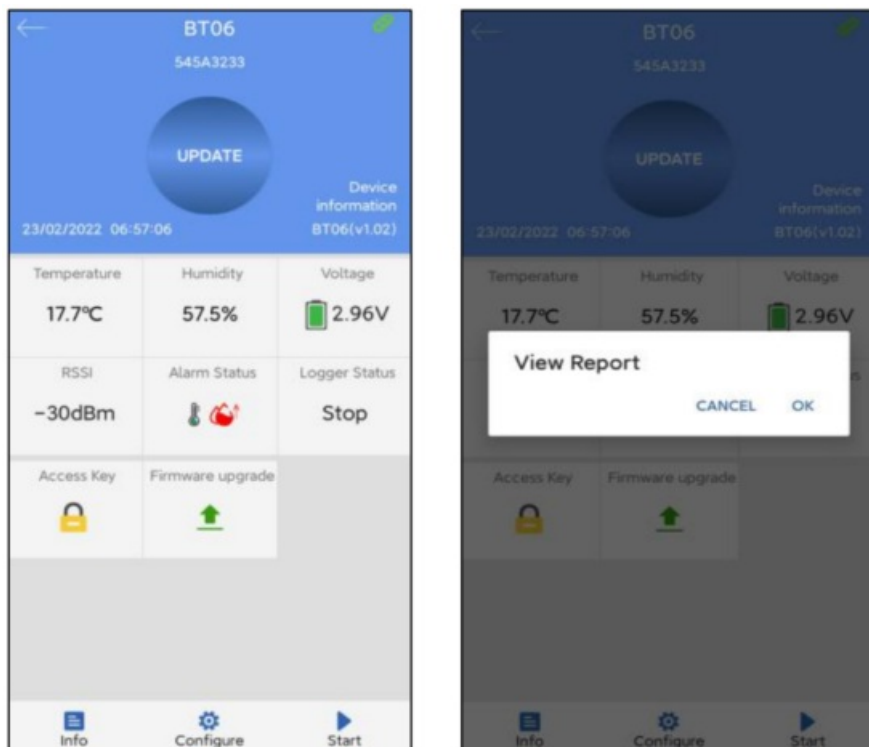 BT06
545A3233
UPDATE
Device
information
23/02/2022 06:57:06
BT06(v1.02)
Temperature
Humidity
Voltage
17.7℃
57.5%
2.96V
RSSI
Alarm Status
Logger Status
-30dBm
Stop
Access Key
Firmware upgrade
Info
Configure
Start
BT06
545A3233
UPDATE
Device
information
23/02/2022 06:57:06
BT06(v1.02)
Temperature
Humidity
Voltage
17.7℃
57.5%
2.96V
View Report
CANCEL
OK
Access Key
Firmware upgrade
Info
Configure
Start